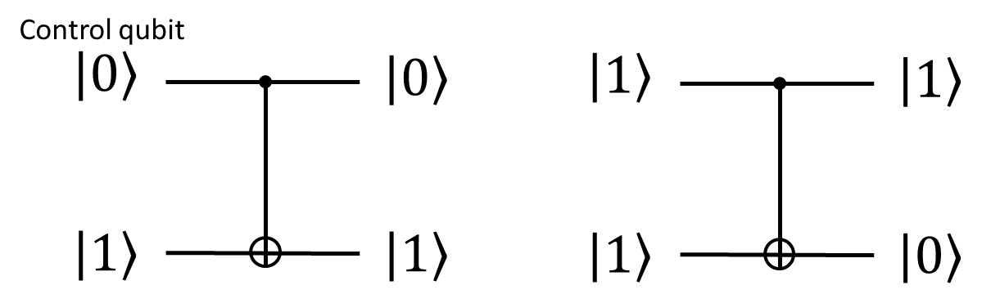 Control qubit
|0⟩ |0⟩ |1⟩ |1⟩
|1⟩ |1⟩ |1⟩ |0⟩